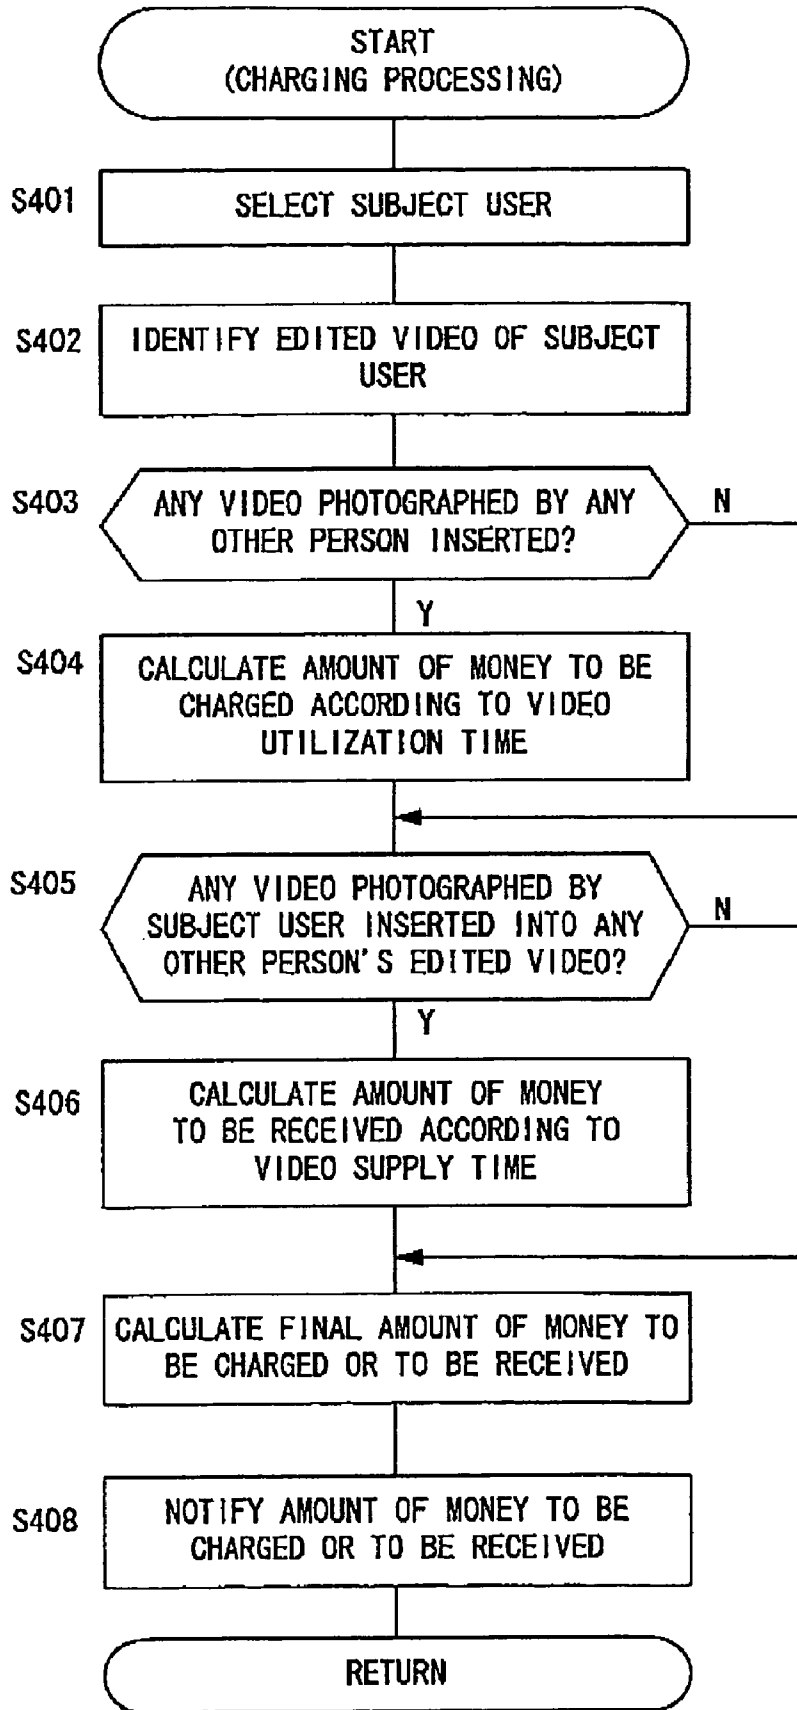 START
(CHARGING PROCESSING)
S401
SELECT SUBJECT USER
S402
IDENTIFY EDITED VIDEO OF SUBJECT
USER
S403
ANY VIDEO PHOTOGRAPHED BY ANY
OTHER PERSON INSERTED?
N
Y
S404
CALCULATE AMOUNT OF MONEY TO BE
CHARGED ACCORDING TO VIDEO
UTILIZATION TIME
S405
ANY VIDEO PHOTOGRAPHED BY
SUBJECT USER INSERTED INTO ANY
OTHER PERSON'S EDITED VIDEO?
N
Y
S406
CALCULATE AMOUNT OF MONEY
TO BE RECEIVED ACCORDING TO
VIDEO SUPPLY TIME
S407
CALCULATE FINAL AMOUNT OF MONEY TO
BE CHARGED OR TO BE RECEIVED
S408
NOTIFY AMOUNT OF MONEY TO BE
CHARGED OR TO BE RECEIVED
RETURN